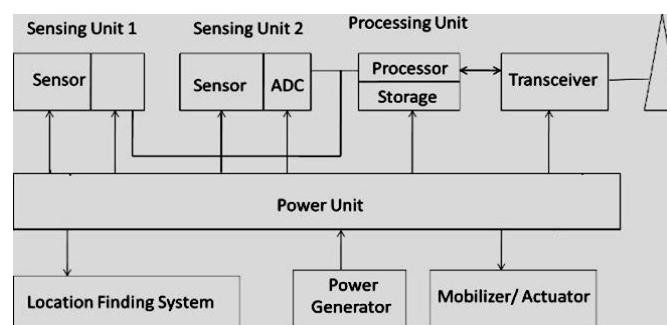 Sensing Unit 1
Sensing Unit 2
Processing Unit
Sensor
Sensor
ADC
Processor
Storage
Transceiver
Power Unit
Location Finding System
Power
Generator
Mobilizer/ Actuator